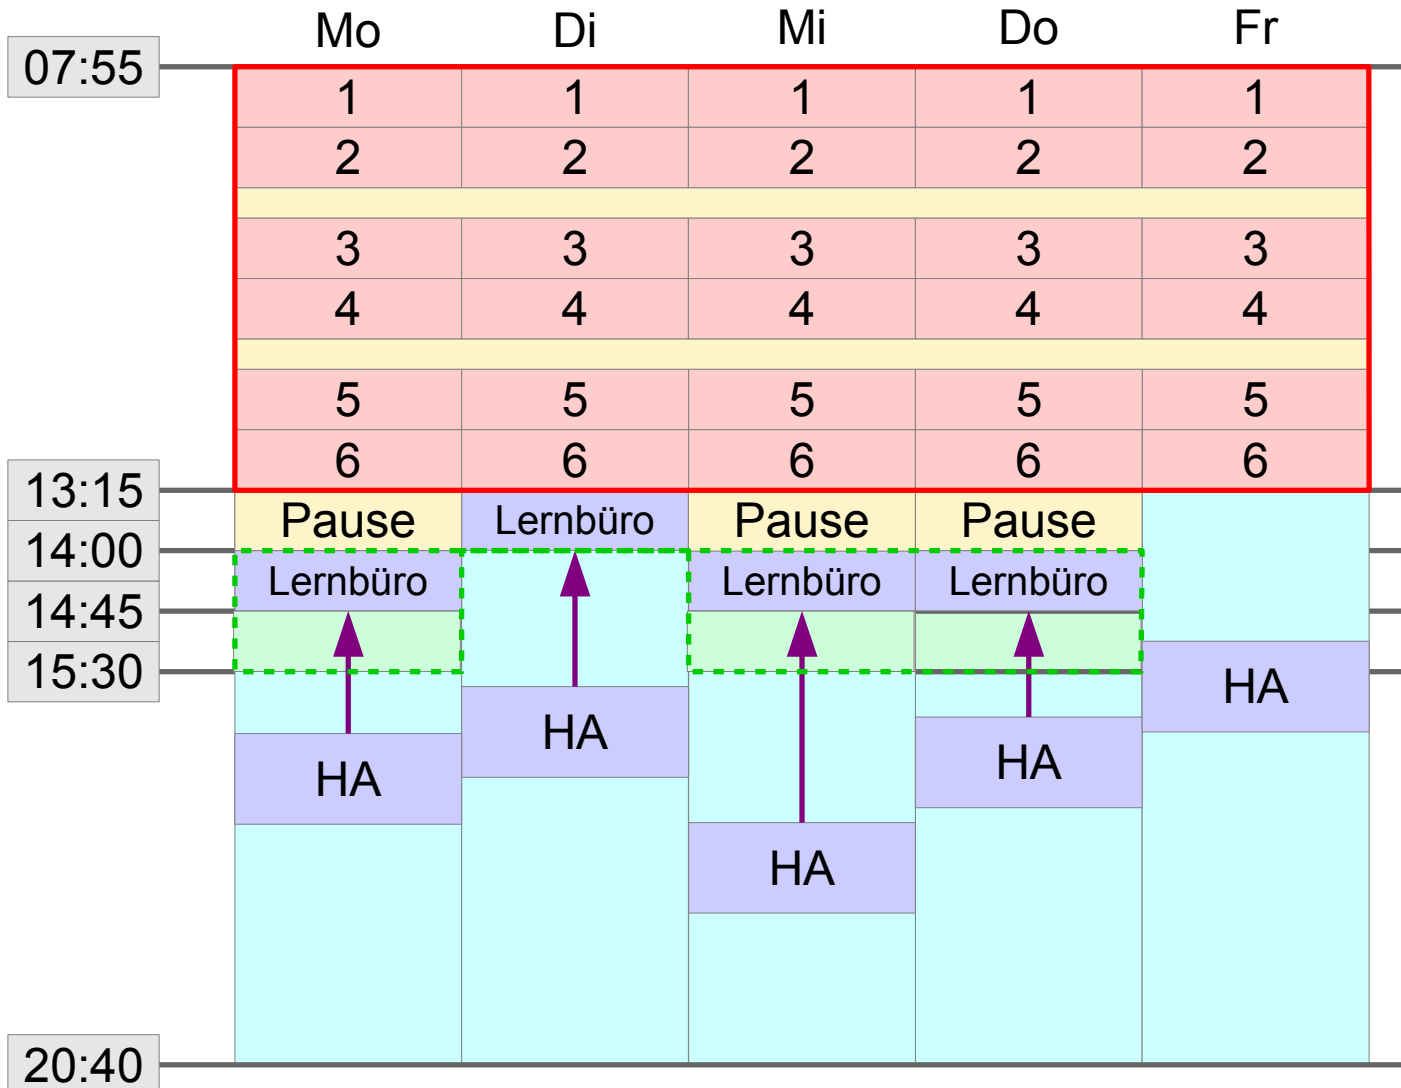 Mo Di Mi Do Fr
07:55
1 1 1 1 1
2 2 2 2 2
3 3 3 3 3
4 4 4 4 4
5 5 5 5 5
6 6 6 6 6
13:15
Pause Lernbüro Pause Pause
14:00
Lernbüro Lernbüro Lernbüro
14:45
15:30
HA
HA
HA
HA
HA
20:40